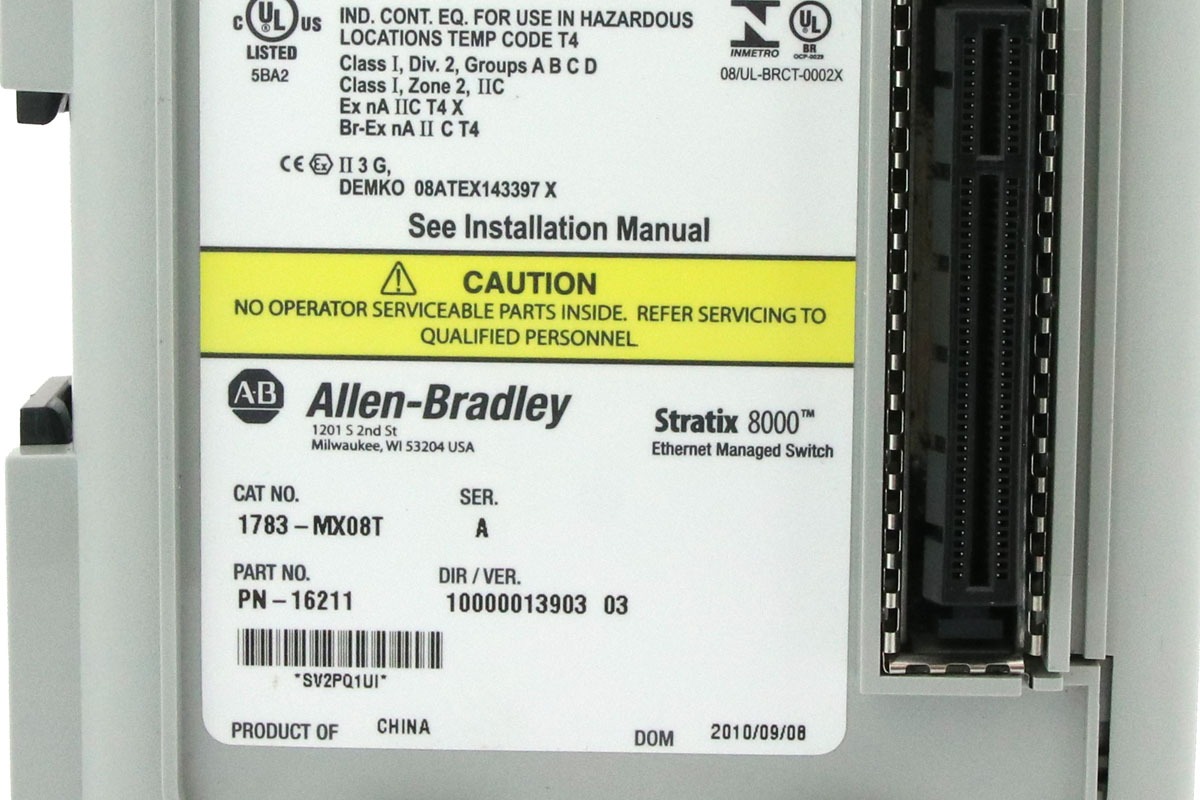 C UL US
LISTED
5BA2
IND. CONT. EQ. FOR USE IN HAZARDOUS
LOCATIONS TEMP CODE T4
Class I, Div. 2, Groups A B C D
Class I, Zone 2, IIC
Ex nA IIC T4 X
Br-Ex nA II C T4
INMETRO
UL
BR
OCP-0029
08/UL-BRCT-0002X
CE Ex II 3 G,
DEMKO 08ATEX143397 X
See Installation Manual
CAUTION
NO OPERATOR SERVICEABLE PARTS INSIDE. REFER SERVICING TO
QUALIFIED PERSONNEL.
A·B Allen-Bradley
1201 S 2nd St
Milwaukee, WI 53204 USA
Stratix 8000™
Ethernet Managed Switch
CAT NO. SER.
1783-MX08T A
PART NO. DIR / VER.
PN-16211 10000013903 03
*SV2PQ1UI*
PRODUCT OF CHINA DOM 2010/09/08